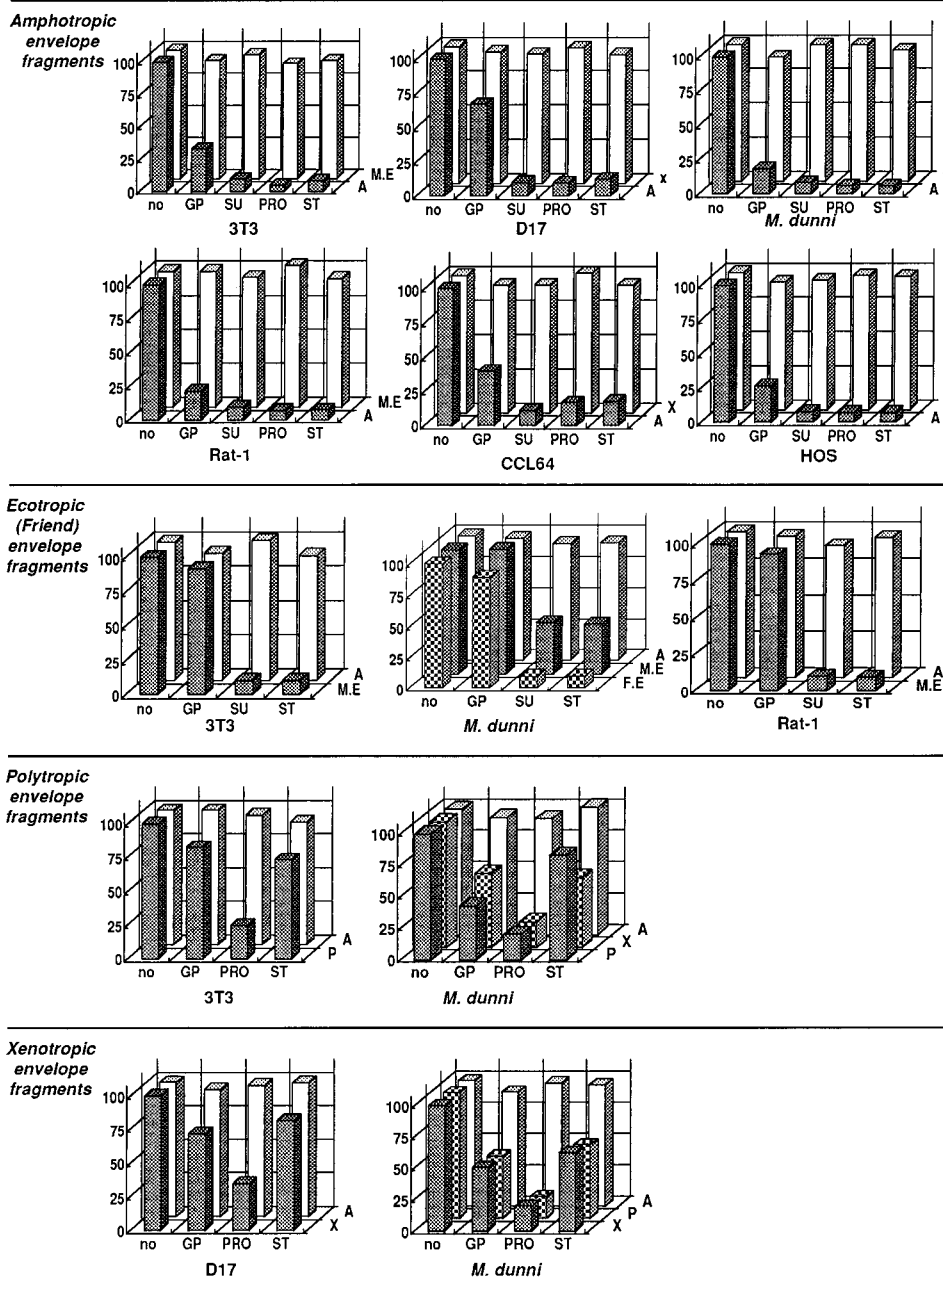 Amphotropic
envelope
fragments
100
75
50
25
0
no GP SU PRO ST
M.E
A
3T3
100
75
50
25
0
no GP SU PRO ST
x
A
D17
100
75
50
25
0
no GP SU PRO ST
A
M. dunni
100
75
50
25
0
no GP SU PRO ST
M.E
A
Rat-1
100
75
50
25
0
no GP SU PRO ST
X
A
CCL64
100
75
50
25
0
no GP SU PRO ST
A
HOS
Ecotropic
(Friend)
envelope
fragments
100
75
50
25
0
no GP SU ST
A
M.E
3T3
100
75
50
25
0
no GP SU ST
A
M.E
F.E
M. dunni
100
75
50
25
0
no GP SU ST
A
M.E
Rat-1
Polytropic
envelope
fragments
100
75
50
25
0
no GP PRO ST
A
P
3T3
100
75
50
25
0
no GP PRO ST
A
X
P
M. dunni
Xenotropic
envelope
fragments
100
75
50
25
0
no GP PRO ST
A
X
D17
100
75
50
25
0
no GP PRO ST
A
P
X
M. dunni